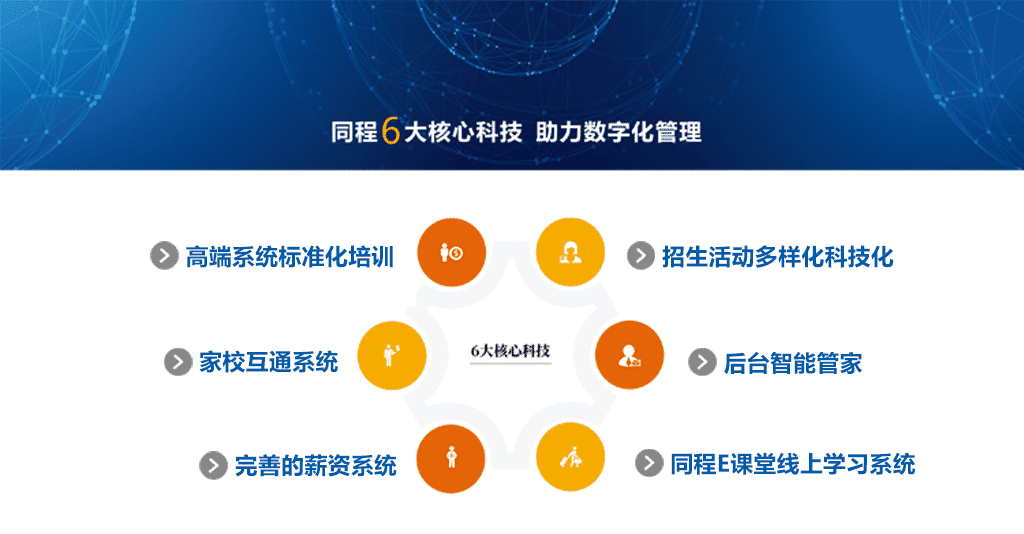 同程6大核心科技 助力数字化管理
高端系统标准化培训
招生活动多样化科技化
家校互通系统
6大核心科技
后台智能管家
完善的薪资系统
同程E课堂线上学习系统